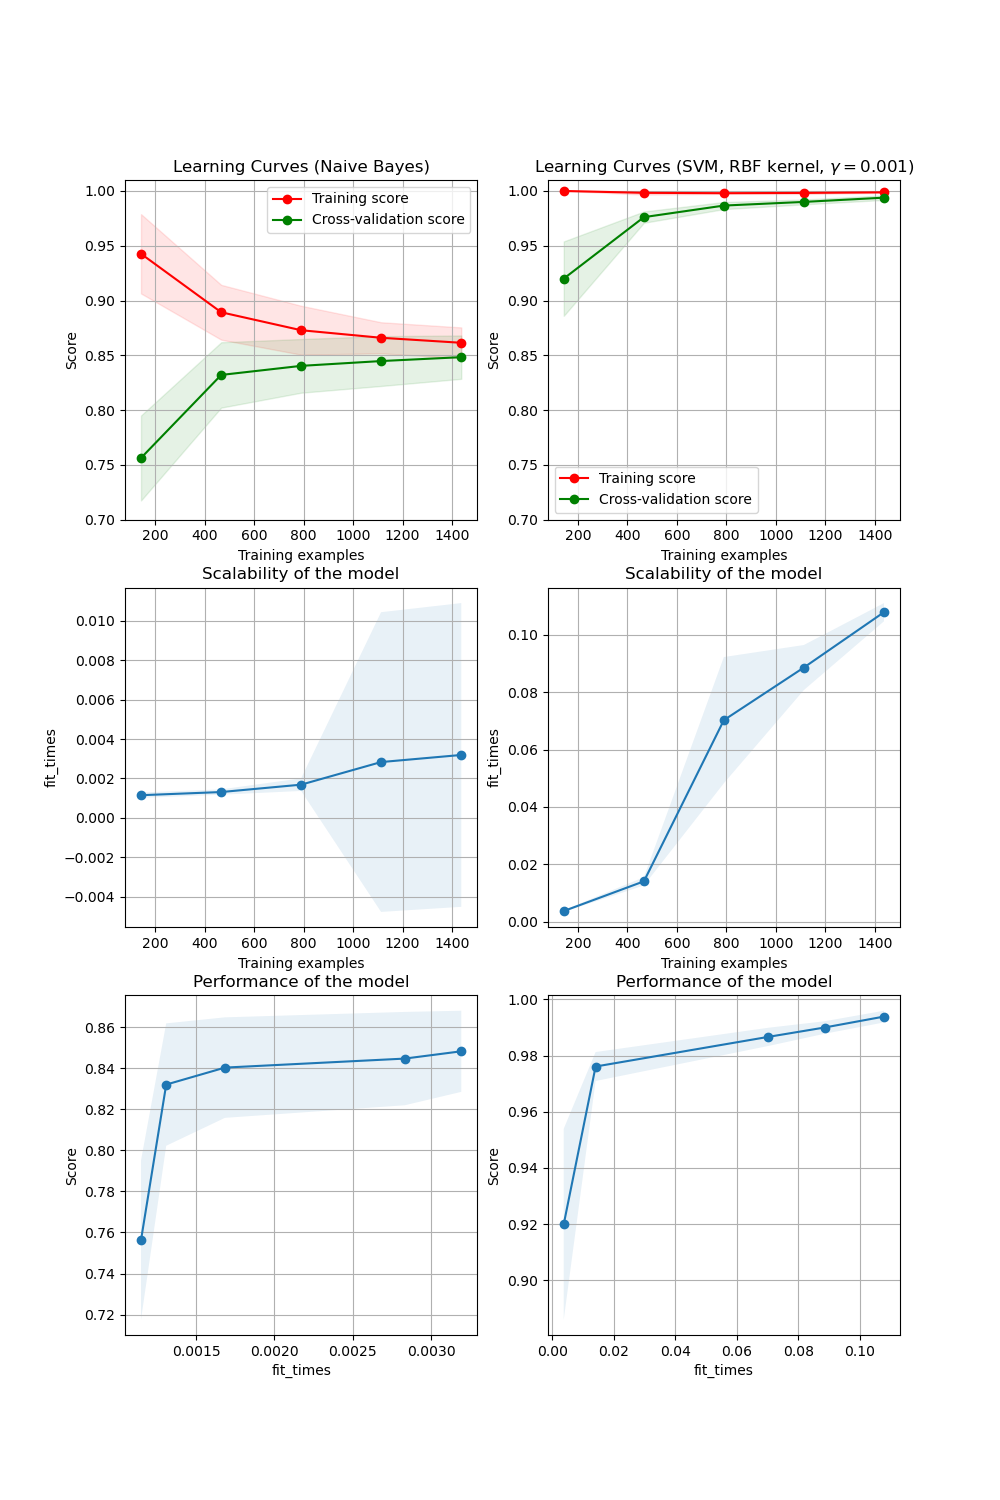 Learning Curves (Naive Bayes)
1.00
0.95
0.90
0.85
0.80
0.75
0.70
Score
Training score
Cross-validation score
200 400 600 800 1000 1200 1400
Training examples
Learning Curves (SVM, RBF kernel, γ = 0.001)
1.00
0.95
0.90
0.85
0.80
0.75
0.70
Score
Training score
Cross-validation score
200 400 600 800 1000 1200 1400
Training examples
Scalability of the model
0.010
0.008
0.006
0.004
0.002
0.000
−0.002
−0.004
fit_times
200 400 600 800 1000 1200 1400
Training examples
Scalability of the model
0.10
0.08
0.06
0.04
0.02
0.00
fit_times
200 400 600 800 1000 1200 1400
Training examples
Performance of the model
0.86
0.84
0.82
0.80
0.78
0.76
0.74
0.72
Score
0.0015 0.0020 0.0025 0.0030
fit_times
Performance of the model
1.00
0.98
0.96
0.94
0.92
0.90
Score
0.00 0.02 0.04 0.06 0.08 0.10
fit_times